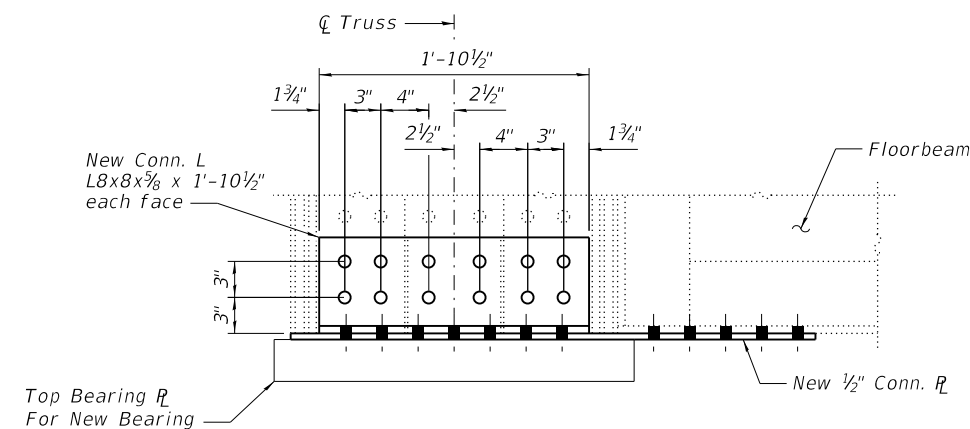 ℄ Truss
1'-10½"
1¾" 3" 4" 2½"
2½" 4" 3" 1¾"
New Conn. L
L8x8x⅝ x 1'-10½"
each face
Floorbeam
3"
3"
New ½" Conn. ⅊
Top Bearing ⅊
For New Bearing